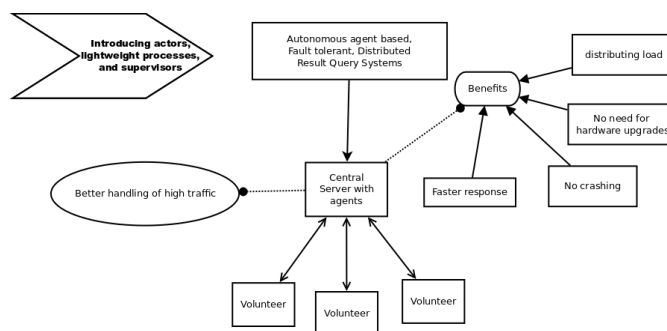 Introducing actors,
lightweight processes,
and supervisors
Autonomous agent based,
Fault tolerant, Distributed
Result Query Systems
distributing load
Benefits
No need for
hardware upgrades
No crashing
Faster response
Central
Server with
agents
Better handling of high traffic
Volunteer
Volunteer
Volunteer